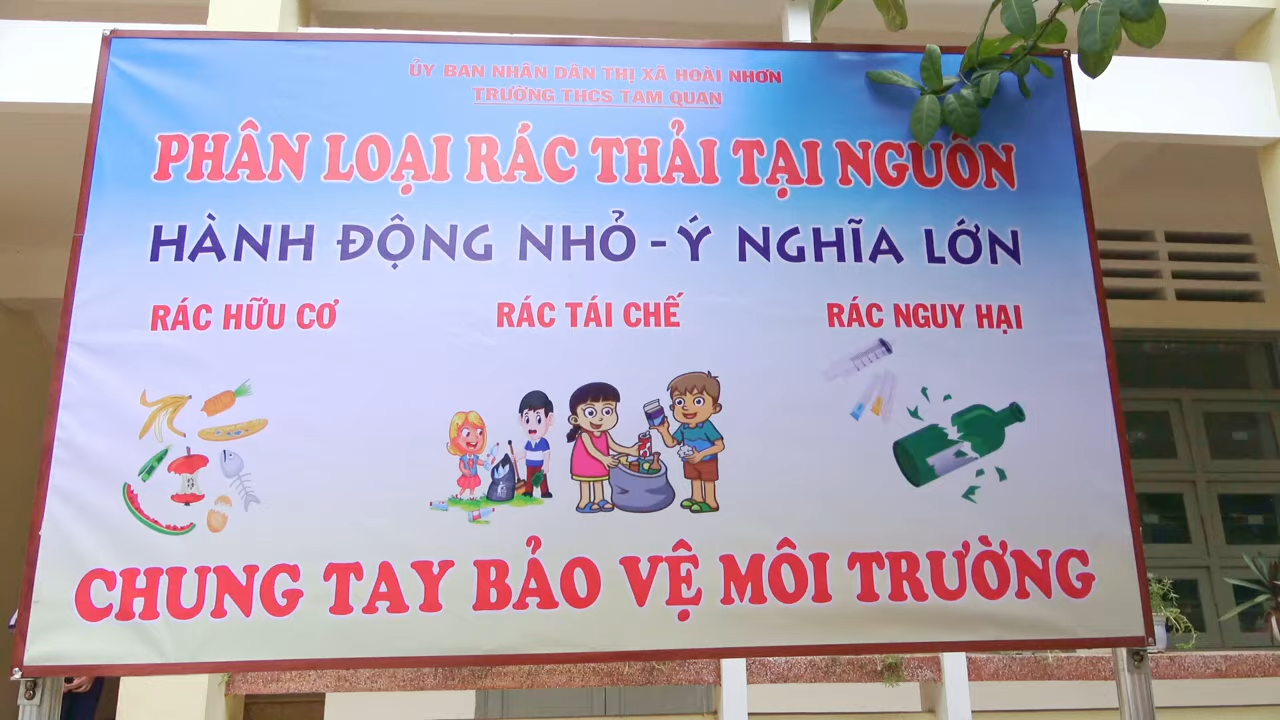 ỦY BAN NHÂN DÂN THỊ XÃ HOÀI NHƠN
TRƯỜNG THCS TAM QUAN
PHÂN LOẠI RÁC THẢI TẠI NGUỒN
HÀNH ĐỘNG NHỎ - Ý NGHĨA LỚN
RÁC HỮU CƠ RÁC TÁI CHẾ RÁC NGUY HẠI
CHUNG TAY BẢO VỆ MÔI TRƯỜNG